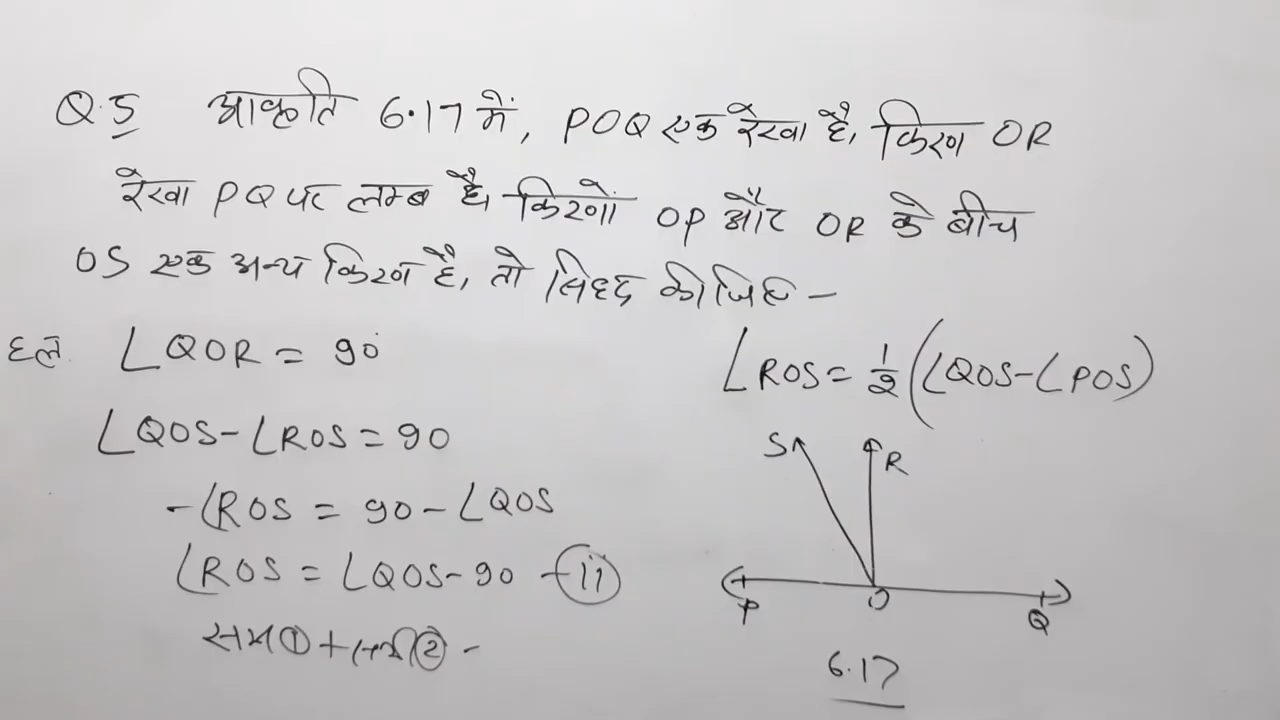 Q.5 आकृति 6.17 में, POQ एक रेखा है, किरण OR
रेखा PQ पर लम्ब है। किरणों OP और OR के बीच
OS एक अन्य किरण है, तो सिध्द कीजिए –
∠ROS = 1/2 (∠QOS - ∠POS)
हल. ∠QOR = 90°
∠QOS - ∠ROS = 90
-∠ROS = 90 - ∠QOS
∠ROS = ∠QOS - 90 - (ii)
समी① + समी② -
S
R
P
O
Q
6.17